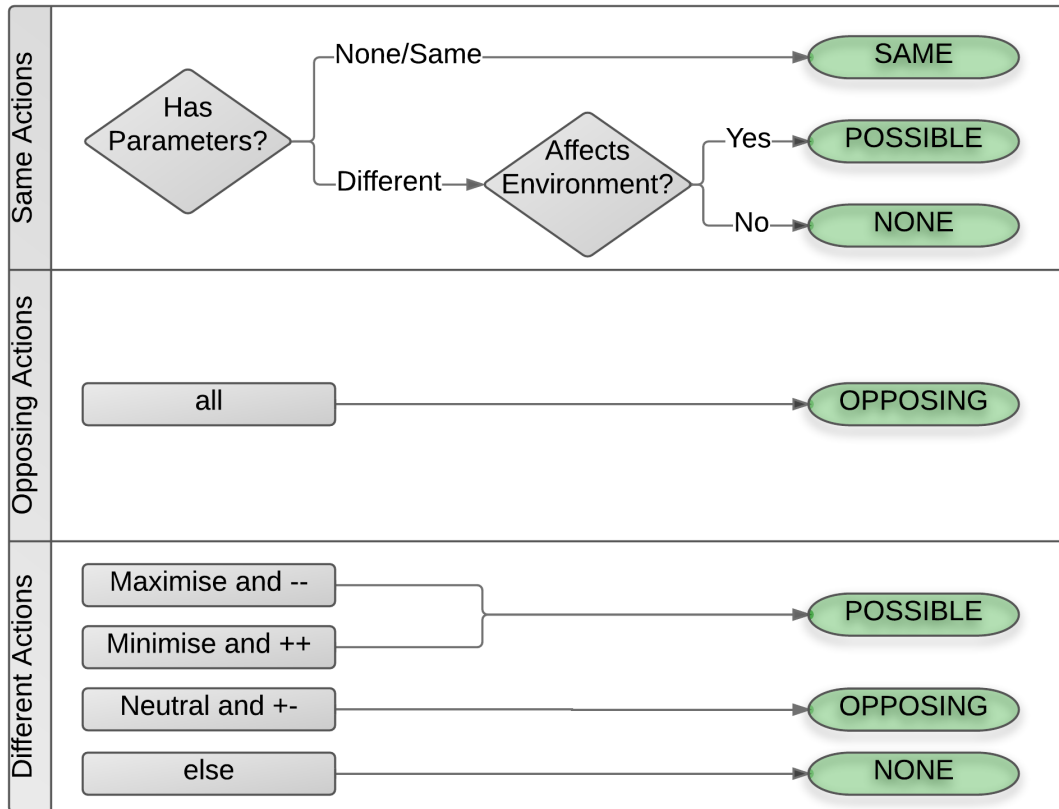 Same Actions
Has
Parameters?
None/Same
SAME
Different
Affects
Environment?
Yes
POSSIBLE
No
NONE
Opposing Actions
all
OPPOSING
Different Actions
Maximise and --
Minimise and ++
POSSIBLE
Neutral and +-
OPPOSING
else
NONE